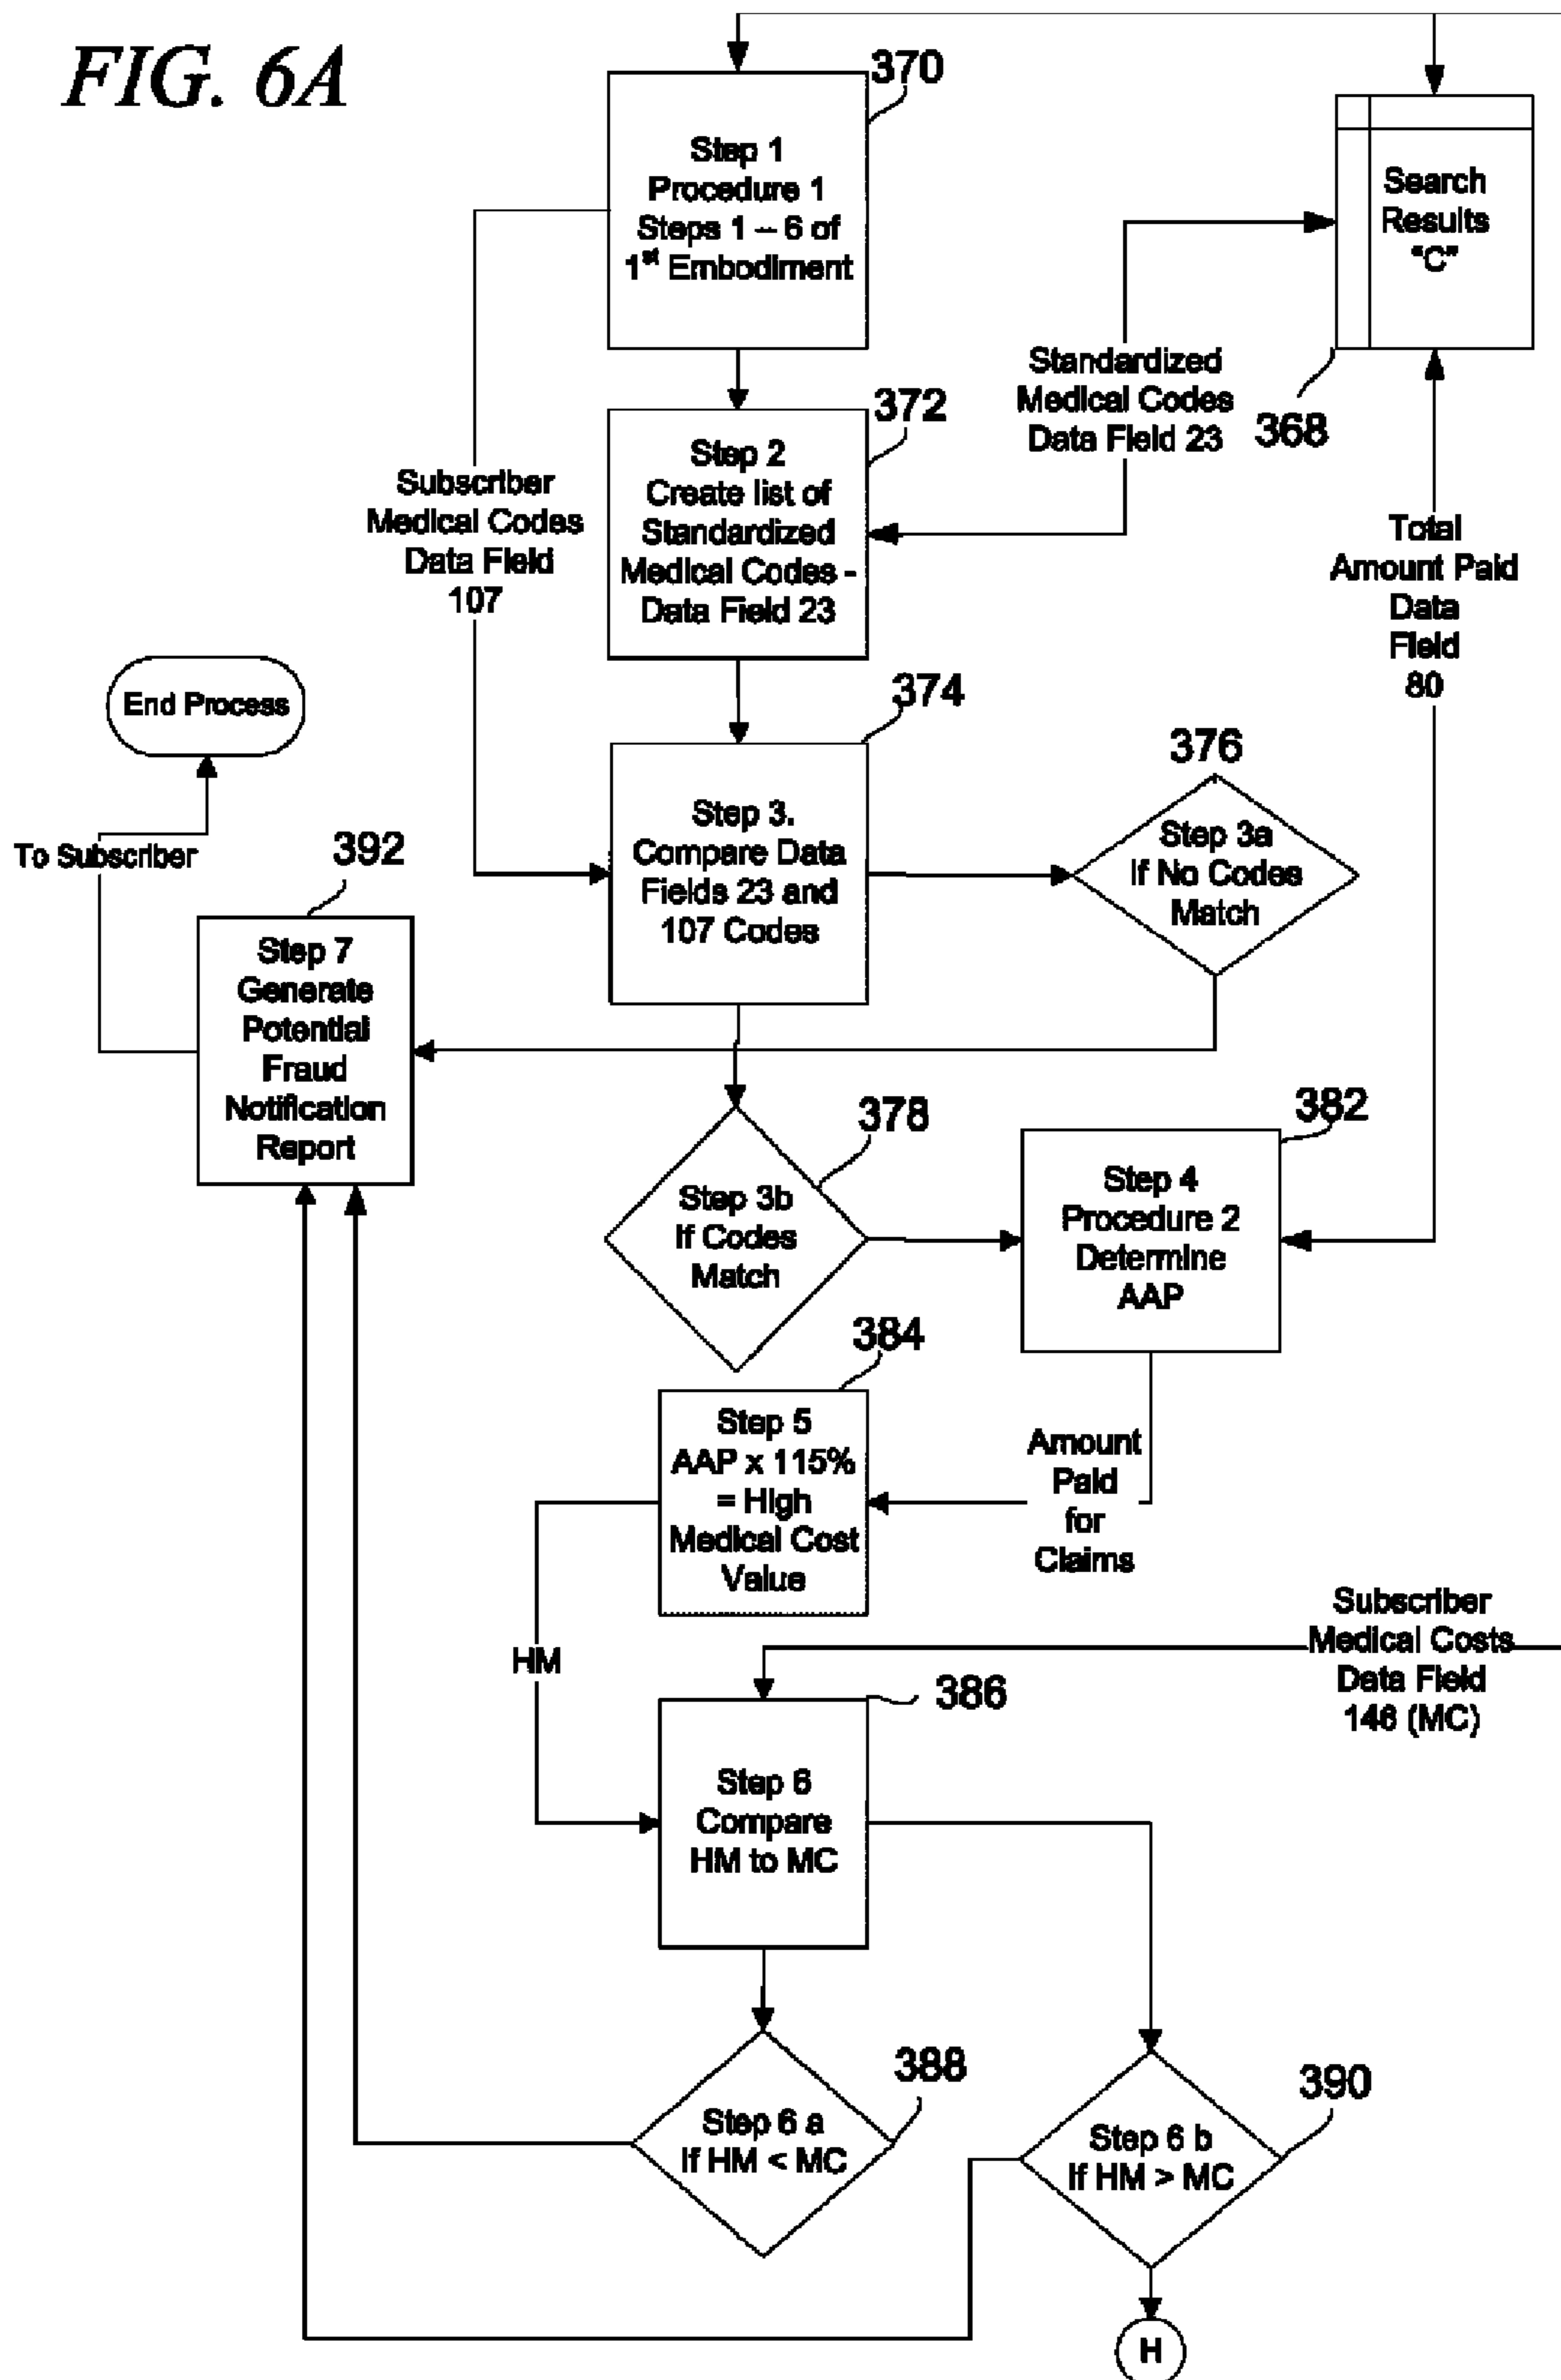 FIG. 6A
370
Step 1
Procedure 1
Steps 1 – 6 of
1st Embodiment
Search
Results
"C"
368
372
Step 2
Create list of
Standardized
Medical Codes -
Data Field 23
Standardized
Medical Codes
Data Field 23
Subscriber
Medical Codes
Data Field
107
Total
Amount Paid
Data
Field
80
End Process
To Subscriber
374
Step 3.
Compare Data
Fields 23 and
107 Codes
376
Step 3a
If No Codes
Match
392
Step 7
Generate
Potential
Fraud
Notification
Report
378
Step 3b
If Codes
Match
382
Step 4
Procedure 2
Determine
AAP
384
Step 5
AAP x 115%
= High
Medical Cost
Value
Amount
Paid
for
Claims
HM
Subscriber
Medical Costs
Data Field
146 (MC)
386
Step 6
Compare
HM to MC
388
Step 6 a
If HM < MC
390
Step 6 b
If HM > MC
H